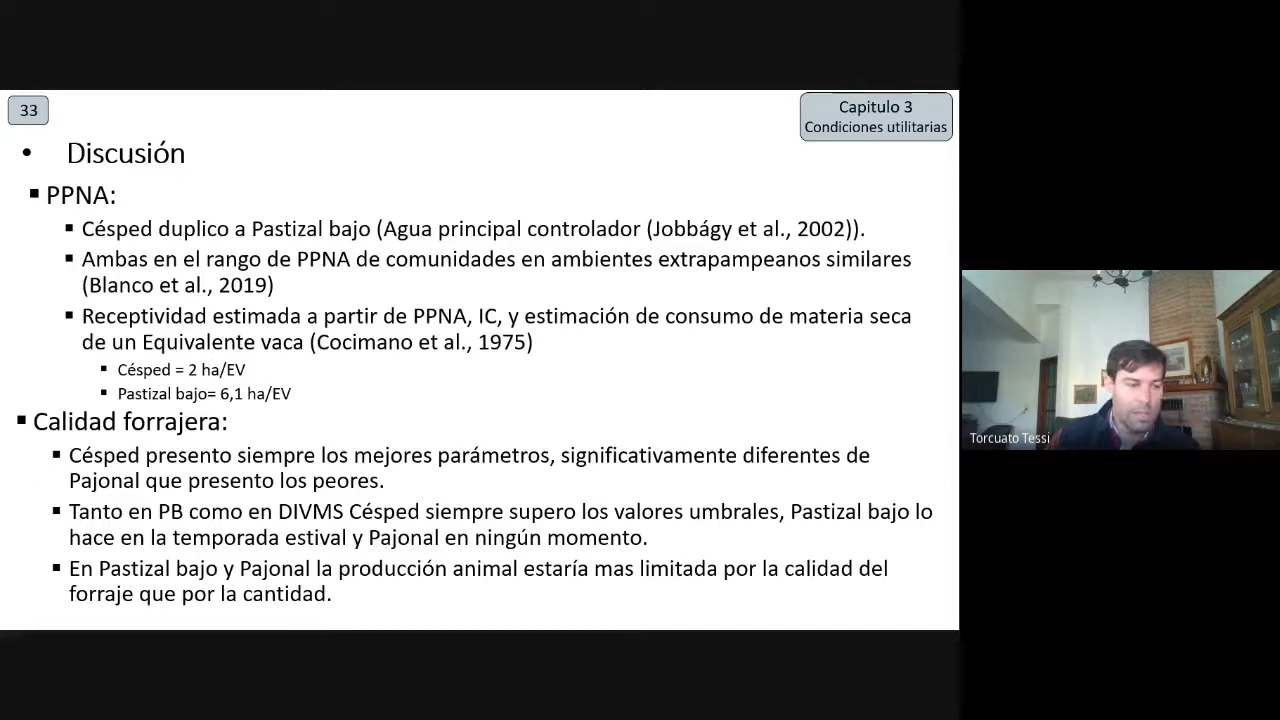 33
Capitulo 3
Condiciones utilitarias
• Discusión
▪ PPNA:
▪ Césped duplico a Pastizal bajo (Agua principal controlador (Jobbágy et al., 2002)).
▪ Ambas en el rango de PPNA de comunidades en ambientes extrapampeanos similares
(Blanco et al., 2019)
▪ Receptividad estimada a partir de PPNA, IC, y estimación de consumo de materia seca
de un Equivalente vaca (Cocimano et al., 1975)
▪ Césped = 2 ha/EV
▪ Pastizal bajo= 6,1 ha/EV
▪ Calidad forrajera:
▪ Césped presento siempre los mejores parámetros, significativamente diferentes de
Pajonal que presento los peores.
▪ Tanto en PB como en DIVMS Césped siempre supero los valores umbrales, Pastizal bajo lo
hace en la temporada estival y Pajonal en ningún momento.
▪ En Pastizal bajo y Pajonal la producción animal estaría mas limitada por la calidad del
forraje que por la cantidad.
Torcuato Tessi